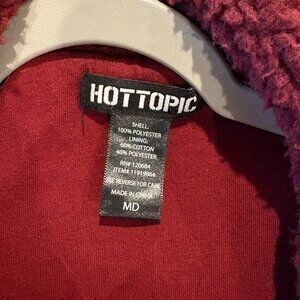 HOTTOPIC
SHELL:
100% POLYESTER
LINING:
60% COTTON
40% POLYESTER
RN# 120684
ITEM# 11919864
SEE REVERSE FOR CARE
MADE IN CHINA
MD